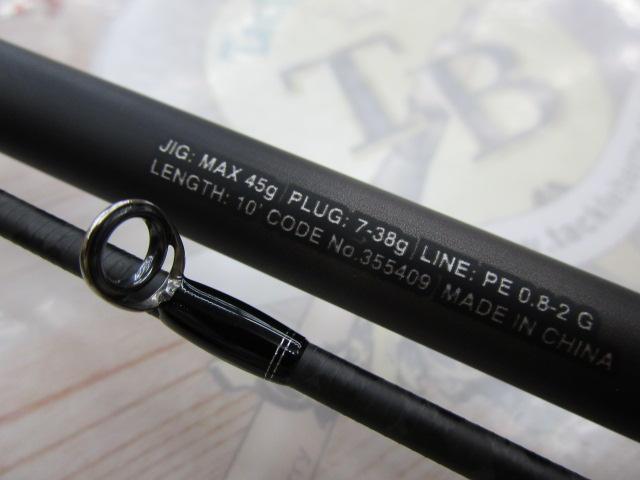 TB
JIG: MAX 45g | PLUG: 7-38g | LINE: PE 0.8-2 G
LENGTH: 10' CODE No.355409 | MADE IN CHINA